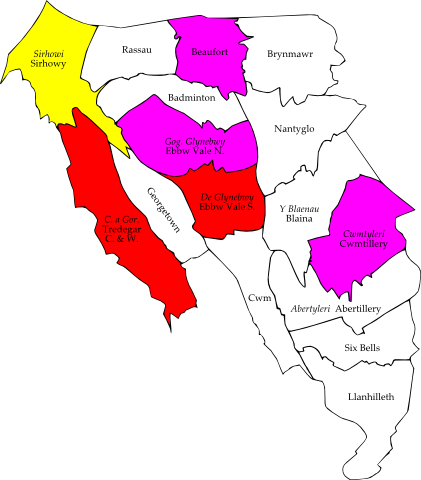 Sirhowi
Sirhowy
Rassau
Beaufort
Brynmawr
Badminton
Nantyglo
Gog. Glynebwy
Ebbw Vale N.
Georgetown
De Glynebwy
Ebbw Vale S.
C. a Gor.
Tredegar
C. & W.
Y Blaenau
Blaina
Cwmtyleri
Cwmtillery
Cwm
Abertyleri Abertillery
Six Bells
Llanhilleth